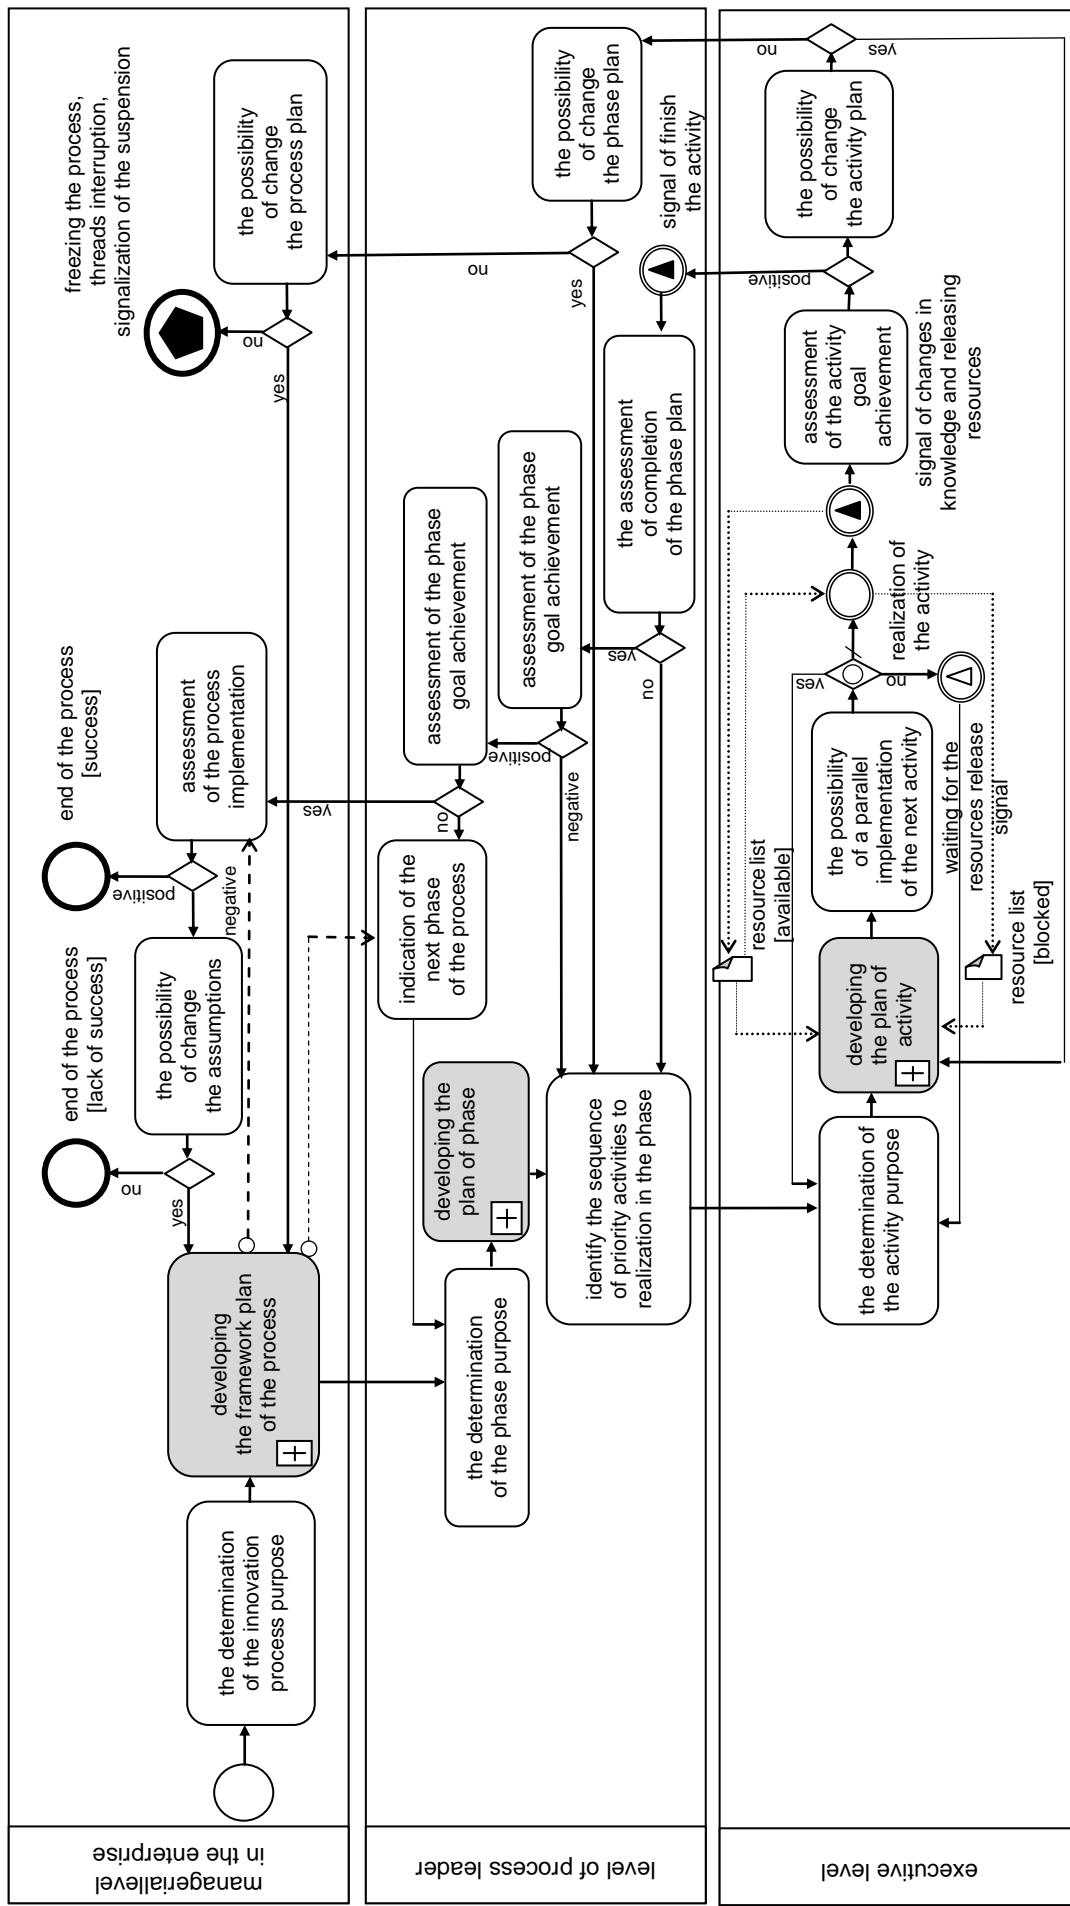 manageriallevel
in the enterprise
the determination
of the innovation
process purpose
developing
the framework plan
of the process
yes
no
end of the process
[lack of success]
the possibility
of change
the assumptions
negative
positive
end of the process
[success]
assessment
of the process
implementation
yes
no
freezing the process,
threads interruption,
signalization of the suspension
the possibility
of change
the process plan
level of process leader
the determination
of the phase purpose
developing the
plan of phase
identify the sequence
of priority activities to
realization in the phase
indication of the
next phase
of the process
no
yes
assessment of the phase
goal achievement
negative
positive
assessment of the phase
goal achievement
no
yes
the assessment
of completion
of the phase plan
yes
no
signal of finish
the activity
the possibility
of change
the phase plan
executive level
the determination of
the activity purpose
developing
the plan of
activity
resource list
[available]
resource list
[blocked]
the possibility
of a parallel
implementation
of the next activity
waiting for the
resources release
signal
yes
no
realization of
the activity
signal of changes in
knowledge and releasing
resources
assessment
of the activity
goal
achievement
positive
the possibility
of change
the activity plan
no
yes